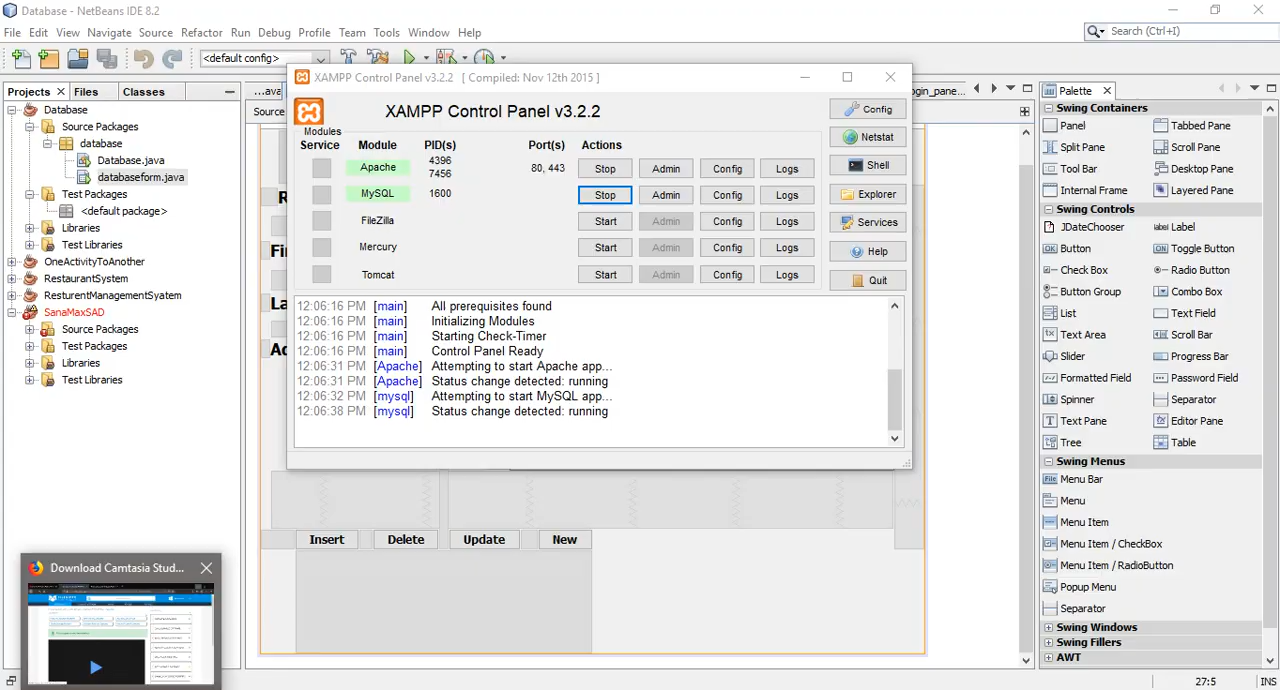 Database - NetBeans IDE 8.2
File Edit View Navigate Source Refactor Run Debug Profile Team Tools Window Help
Search (Ctrl+I)
<default config>
Projects Files Classes
...ava
ogin_pane...
Source
Database
Source Packages
database
Database.java
databaseform.java
Test Packages
<default package>
Libraries
Test Libraries
OneActivityToAnother
RestaurantSystem
ResturentManagementSyatem
SanaMaxSAD
Source Packages
Test Packages
Libraries
Test Libraries
R
Fi
La
Ad
XAMPP Control Panel v3.2.2 [ Compiled: Nov 12th 2015 ]
XAMPP Control Panel v3.2.2
Modules
Service Module PID(s) Port(s) Actions
Apache 4396
7456 80, 443 Stop Admin Config Logs
MySQL 1600 Stop Admin Config Logs
FileZilla Start Admin Config Logs
Mercury Start Admin Config Logs
Tomcat Start Admin Config Logs
Config
Netstat
Shell
Explorer
Services
Help
Quit
12:06:16 PM [main] All prerequisites found
12:06:16 PM [main] Initializing Modules
12:06:16 PM [main] Starting Check-Timer
12:06:16 PM [main] Control Panel Ready
12:06:31 PM [Apache] Attempting to start Apache app...
12:06:31 PM [Apache] Status change detected: running
12:06:32 PM [mysql] Attempting to start MySQL app...
12:06:38 PM [mysql] Status change detected: running
Insert Delete Update New
Download Camtasia Stud...
Palette
Swing Containers
Panel Tabbed Pane
Split Pane Scroll Pane
Tool Bar Desktop Pane
Internal Frame Layered Pane
Swing Controls
JDateChooser label Label
OK Button ON Toggle Button
Check Box Radio Button
Button Group Combo Box
List Text Field
Text Area Scroll Bar
Slider Progress Bar
Formatted Field Password Field
Spinner Separator
Text Pane Editor Pane
Tree Table
Swing Menus
Menu Bar
Menu
Menu Item
Menu Item / CheckBox
Menu Item / RadioButton
Popup Menu
Separator
Swing Windows
Swing Fillers
AWT
27:5 INS